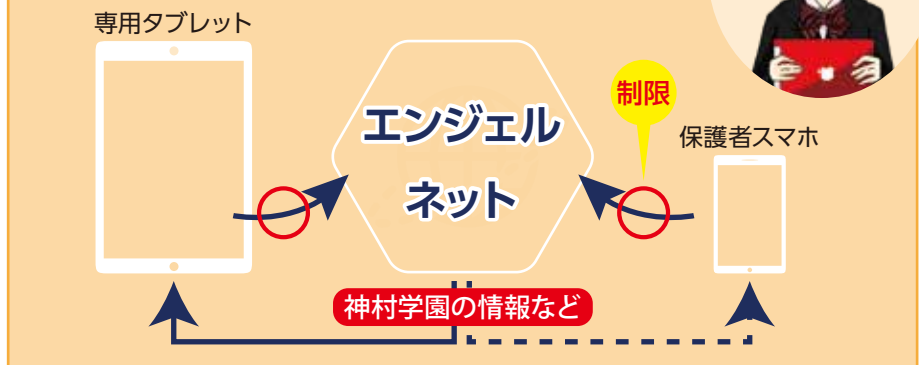 専用タブレット
エンジェル
ネット
制限
保護者スマホ
神村学園の情報など